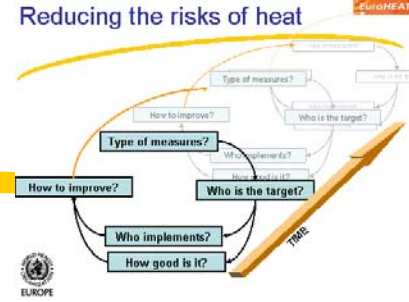 Reducing the risks of heat
EuroHEAT
Type of measures?
How to improve?
Who is the target?
Who implements?
How good is it?
Type of measures?
How to improve?
Who is the target?
Who implements?
How good is it?
TIME
EUROPE